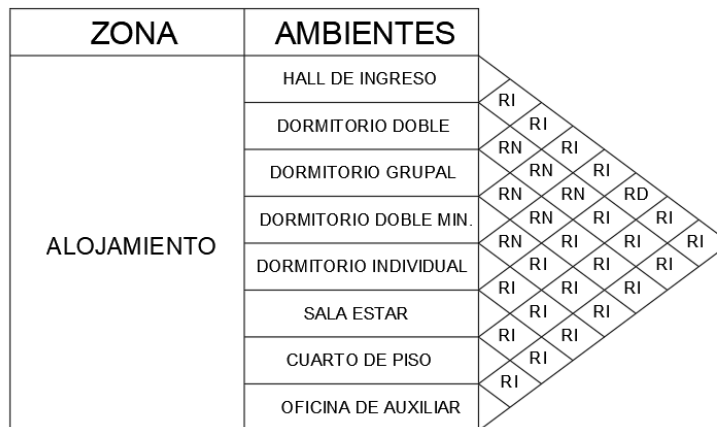 ZONA AMBIENTES
HALL DE INGRESO
RI
DORMITORIO DOBLE RI
RN RI
DORMITORIO GRUPAL RN RI
RN RN RD
DORMITORIO DOBLE MIN. RN RI RI
ALOJAMIENTO RN RI RI RI
DORMITORIO INDIVIDUAL RI RI RI
RI RI RI
SALA ESTAR RI RI
RI RI
CUARTO DE PISO RI
RI
OFICINA DE AUXILIAR